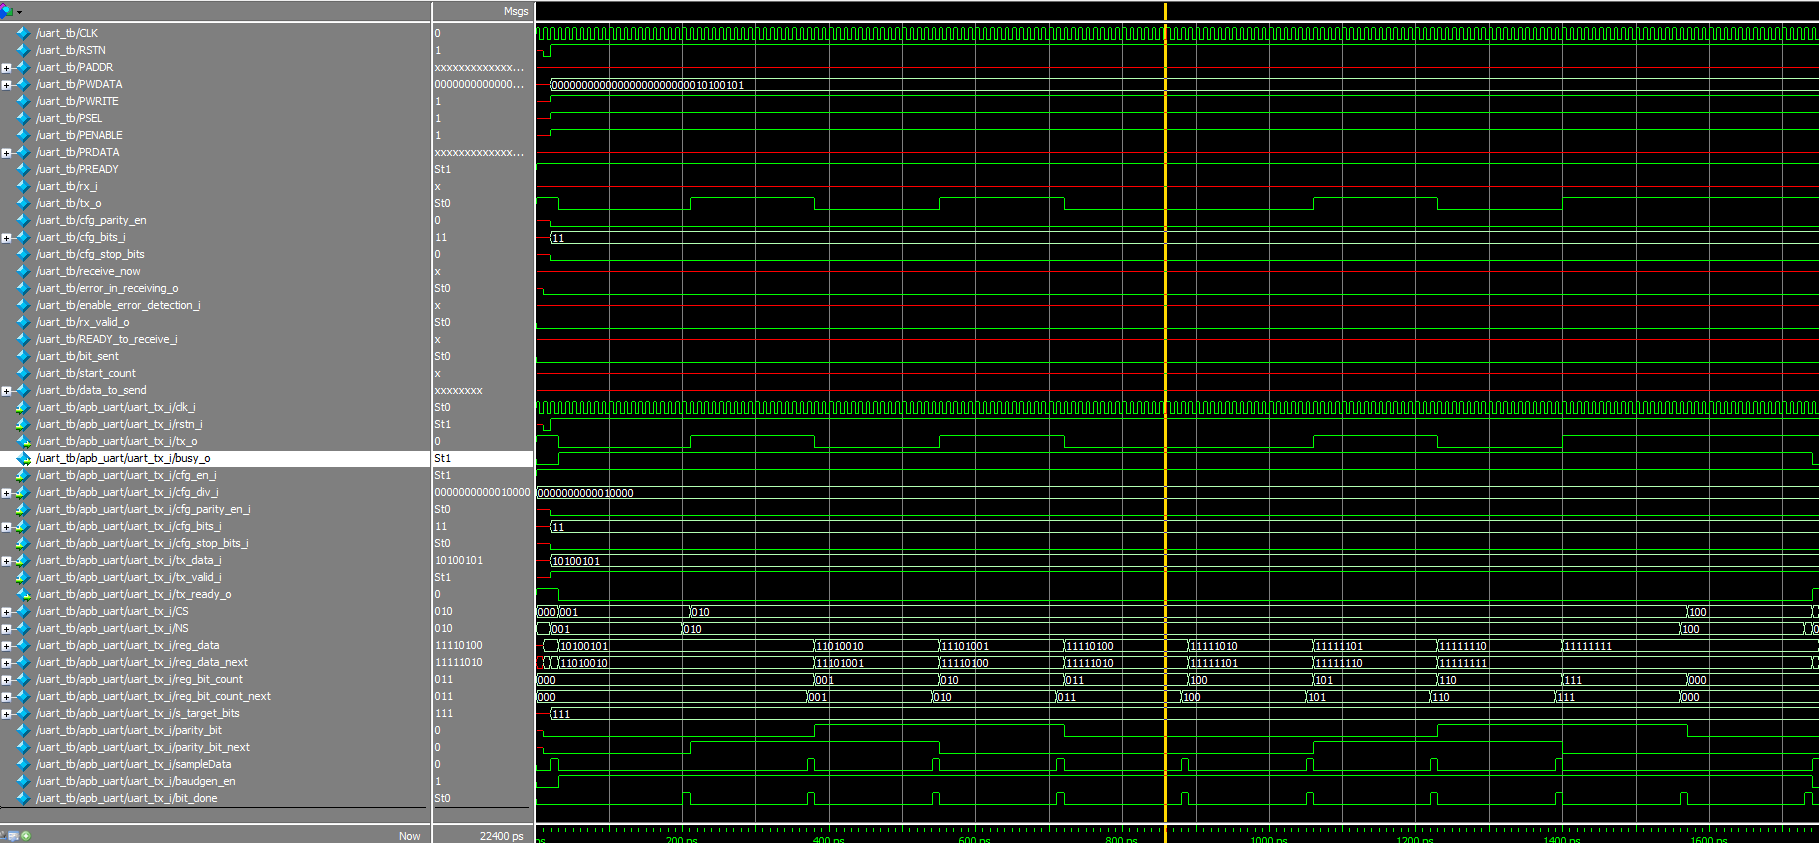 Msgs
/uart_tb/CLK 0
/uart_tb/RSTN 1
/uart_tb/PADDR xxxxxxxxxxxxxx...
/uart_tb/PWDATA 0000000000000... 00000000000000000000000010100101
/uart_tb/PWRITE 1
/uart_tb/PSEL 1
/uart_tb/PENABLE 1
/uart_tb/PRDATA xxxxxxxxxxxxxx...
/uart_tb/PREADY St1
/uart_tb/rx_i x
/uart_tb/tx_o St0
/uart_tb/cfg_parity_en 0
/uart_tb/cfg_bits_i 11 11
/uart_tb/cfg_stop_bits 0
/uart_tb/receive_now x
/uart_tb/error_in_receiving_o St0
/uart_tb/enable_error_detection_i x
/uart_tb/rx_valid_o St0
/uart_tb/READY_to_receive_i x
/uart_tb/bit_sent St0
/uart_tb/start_count x
/uart_tb/data_to_send xxxxxxxx
/uart_tb/apb_uart/uart_tx_i/clk_i St0
/uart_tb/apb_uart/uart_tx_i/rstn_i St1
/uart_tb/apb_uart/uart_tx_i/tx_o 0
/uart_tb/apb_uart/uart_tx_i/busy_o St1
/uart_tb/apb_uart/uart_tx_i/cfg_en_i St1
/uart_tb/apb_uart/uart_tx_i/cfg_div_i 0000000000010000 0000000000010000
/uart_tb/apb_uart/uart_tx_i/cfg_parity_en_i St0
/uart_tb/apb_uart/uart_tx_i/cfg_bits_i 11 11
/uart_tb/apb_uart/uart_tx_i/cfg_stop_bits_i St0
/uart_tb/apb_uart/uart_tx_i/tx_data_i 10100101 10100101
/uart_tb/apb_uart/uart_tx_i/tx_valid_i St1
/uart_tb/apb_uart/uart_tx_i/tx_ready_o 0
/uart_tb/apb_uart/uart_tx_i/CS 010 000 001 010 100
/uart_tb/apb_uart/uart_tx_i/NS 010 001 010 100 0
/uart_tb/apb_uart/uart_tx_i/reg_data 11110100 10100101 11010010 11101001 11110100 11111010 11111101 11111110 11111111
/uart_tb/apb_uart/uart_tx_i/reg_data_next 11111010 11010010 11101001 11110100 11111010 11111101 11111110 11111111
/uart_tb/apb_uart/uart_tx_i/reg_bit_count 011 000 001 010 011 100 101 110 111 000
/uart_tb/apb_uart/uart_tx_i/reg_bit_count_next 011 000 001 010 011 100 101 110 111 000
/uart_tb/apb_uart/uart_tx_i/s_target_bits 111 111
/uart_tb/apb_uart/uart_tx_i/parity_bit 0
/uart_tb/apb_uart/uart_tx_i/parity_bit_next 0
/uart_tb/apb_uart/uart_tx_i/sampleData 0
/uart_tb/apb_uart/uart_tx_i/baudgen_en 1
/uart_tb/apb_uart/uart_tx_i/bit_done St0
Now 22400 ps ps 200 ps 400 ps 600 ps 800 ps 1000 ps 1200 ps 1400 ps 1600 ps